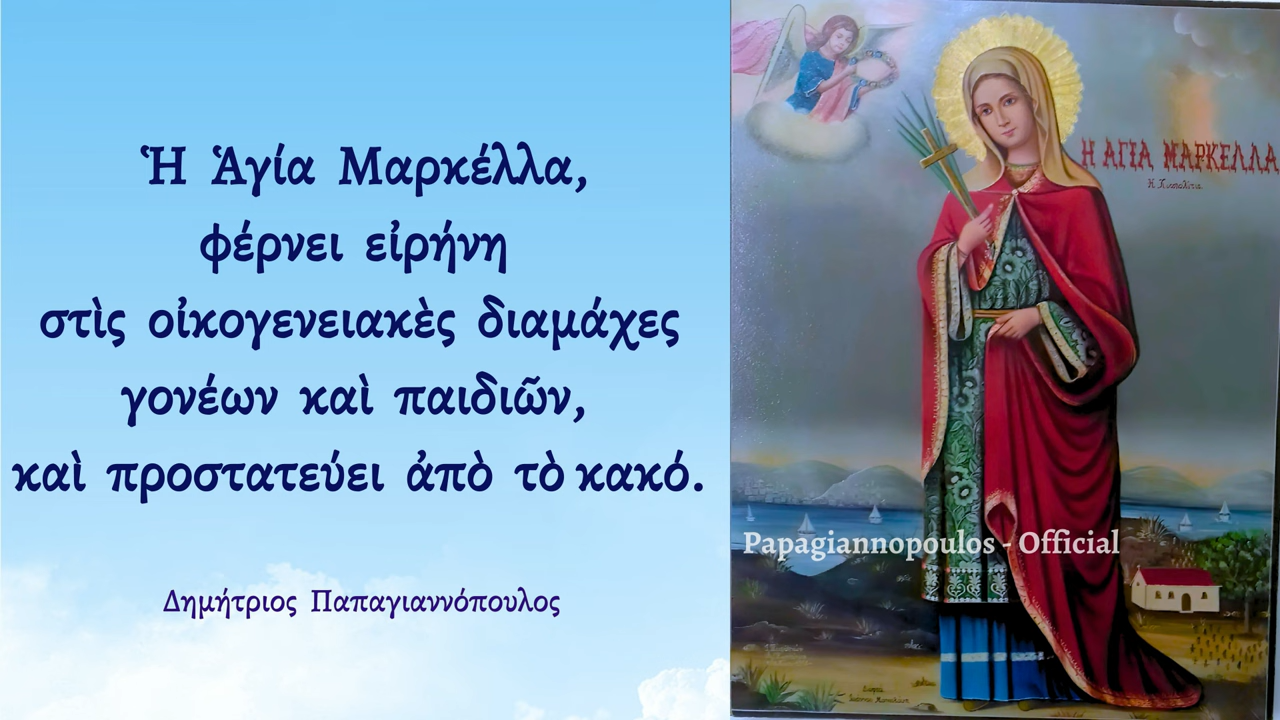 Ἡ Ἁγία Μαρκέλλα,
φέρνει εἰρήνη
στὶς οἰκογενειακὲς διαμάχες
γονέων καὶ παιδιῶν,
καὶ προστατεύει ἀπὸ τὸ κακό.
Δημήτριος Παπαγιαννόπουλος
Η ΑΓΙΑ ΜΑΡΚΕΛΛΑ
Papagiannopoulos - Official